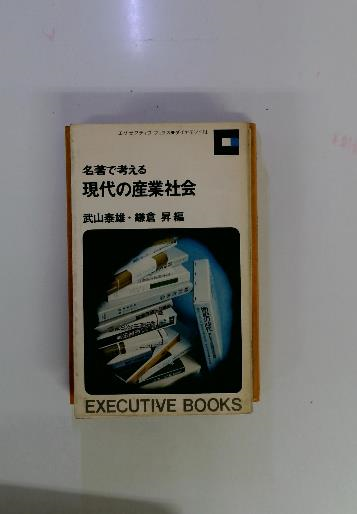 エグゼクティブ・ブックス●ダイヤモンド社
名著で考える
現代の産業社会
武山泰雄・鎌倉 昇 編
EXECUTIVE BOOKS